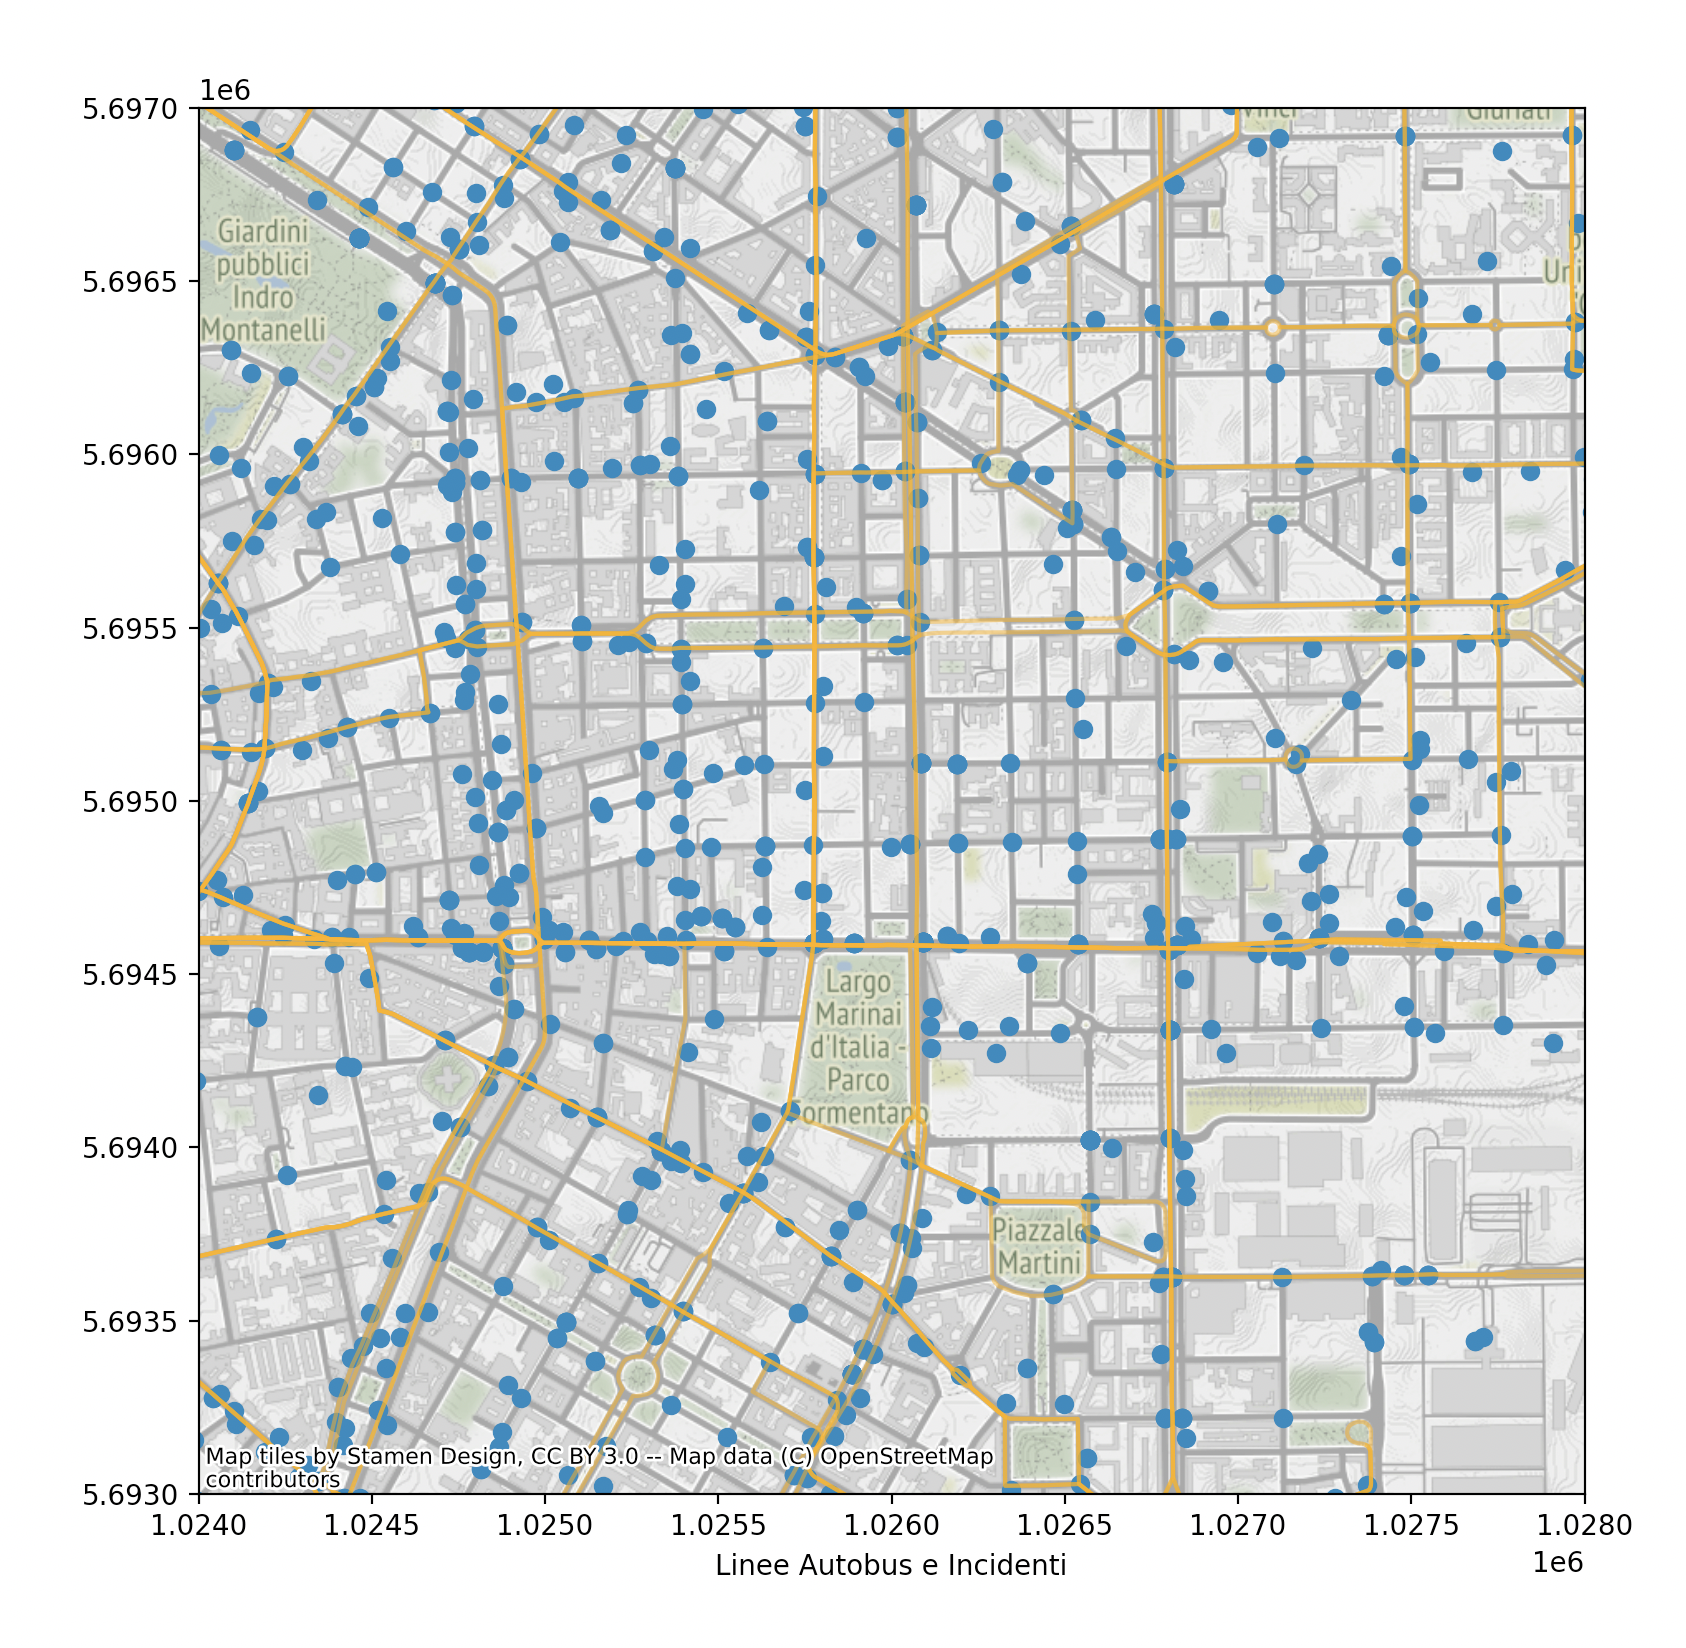 1e6
5.6970
5.6965
5.6960
5.6955
5.6950
5.6945
5.6940
5.6935
5.6930
Vinci
Giuriati
Giardini
pubblici
Indro
Montanelli
Largo
Marinai
d'Italia -
Parco
Formentano
Piazzale
Martini
Map tiles by Stamen Design, CC BY 3.0 -- Map data (C) OpenStreetMap
contributors
1.0240
1.0245
1.0250
1.0255
1.0260
1.0265
1.0270
1.0275
1.0280
Linee Autobus e Incidenti
1e6